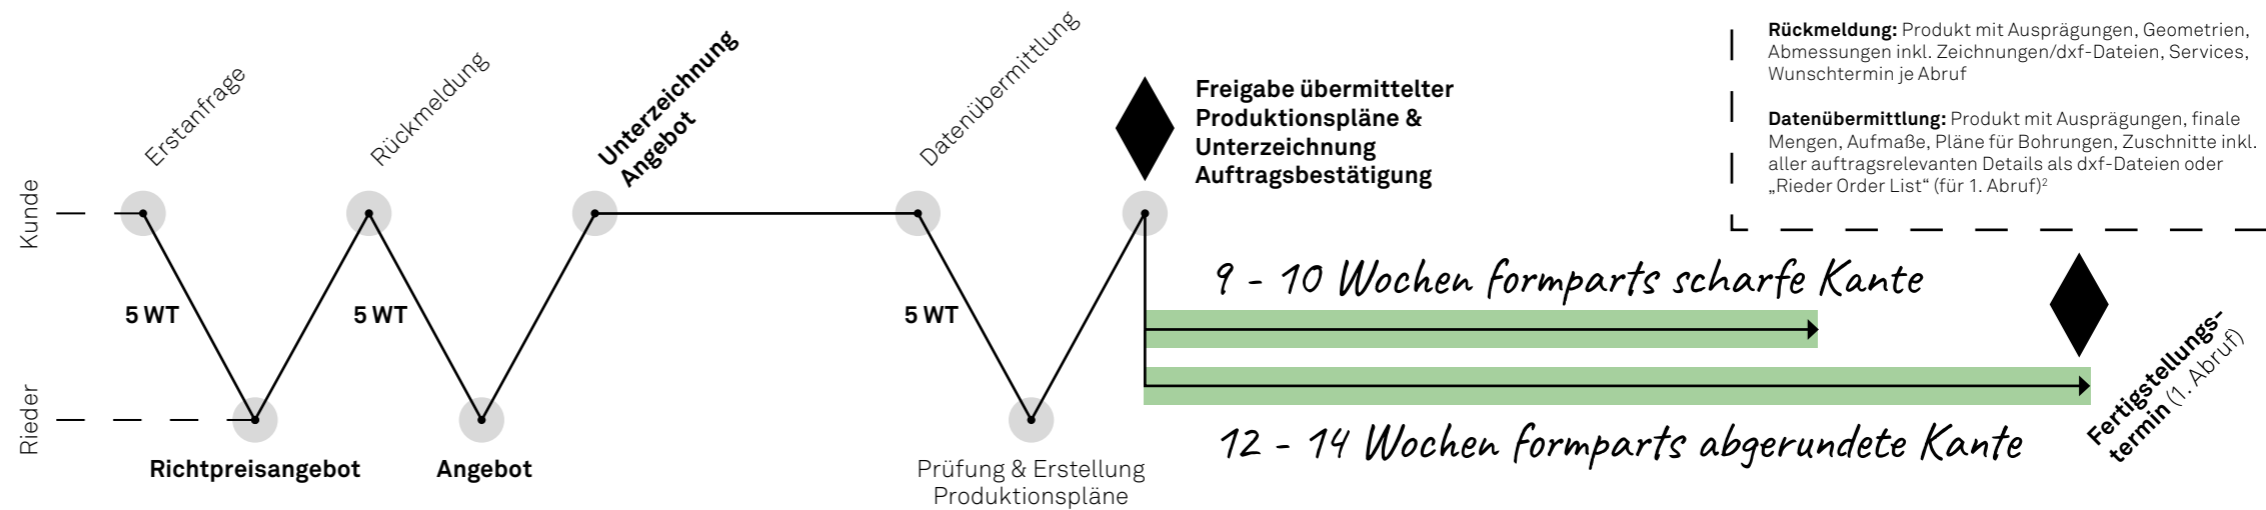 Erstanfrage
Rückmeldung
Unterzeichnung
Angebot
Datenübermittlung
Freigabe übermittelter
Produktionspläne &
Unterzeichnung
Auftragsbestätigung
Rückmeldung: Produkt mit Ausprägungen, Geometrien,
Abmessungen inkl. Zeichnungen/dxf-Dateien, Services,
Wunschtermin je Abruf
Datenübermittlung: Produkt mit Ausprägungen, finale
Mengen, Aufmaße, Pläne für Bohrungen, Zuschnitte inkl.
aller auftragsrelevanten Details als dxf-Dateien oder
„Rieder Order List“ (für 1. Abruf)²
Kunde
5 WT
5 WT
5 WT
9 - 10 Wochen formparts scharfe Kante
12 - 14 Wochen formparts abgerundete Kante
Fertigstellungs-
termin (1. Abruf)
Rieder
Richtpreisangebot
Angebot
Prüfung & Erstellung
Produktionspläne